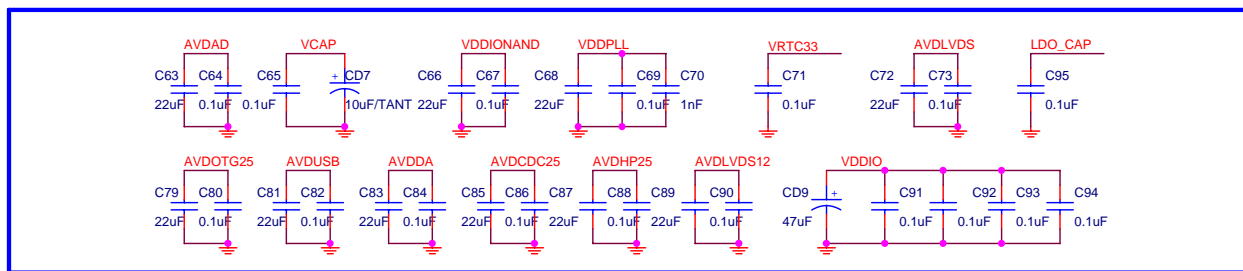 AVDAD VCAP VDDIONAND VDDPLL VRTC33 AVDLVDS LDO_CAP
C63 C64 C65 + CD7 C66 C67 C68 C69 C70 C71 C72 C73 C95
22uF 0.1uF 0.1uF 10uF/TANT 22uF 0.1uF 22uF 0.1uF 1nF 0.1uF 22uF 0.1uF 0.1uF
AVDOTG25 AVDUSB AVDDA AVDCDC25 AVDHP25 AVDLVDS12 VDDIO
C79 C80 C81 C82 C83 C84 C85 C86 C87 C88 C89 C90 CD9 + C91 C92 C93 C94
22uF 0.1uF 22uF 0.1uF 22uF 0.1uF 22uF 0.1uF 22uF 0.1uF 22uF 0.1uF 47uF 0.1uF 0.1uF 0.1uF 0.1uF